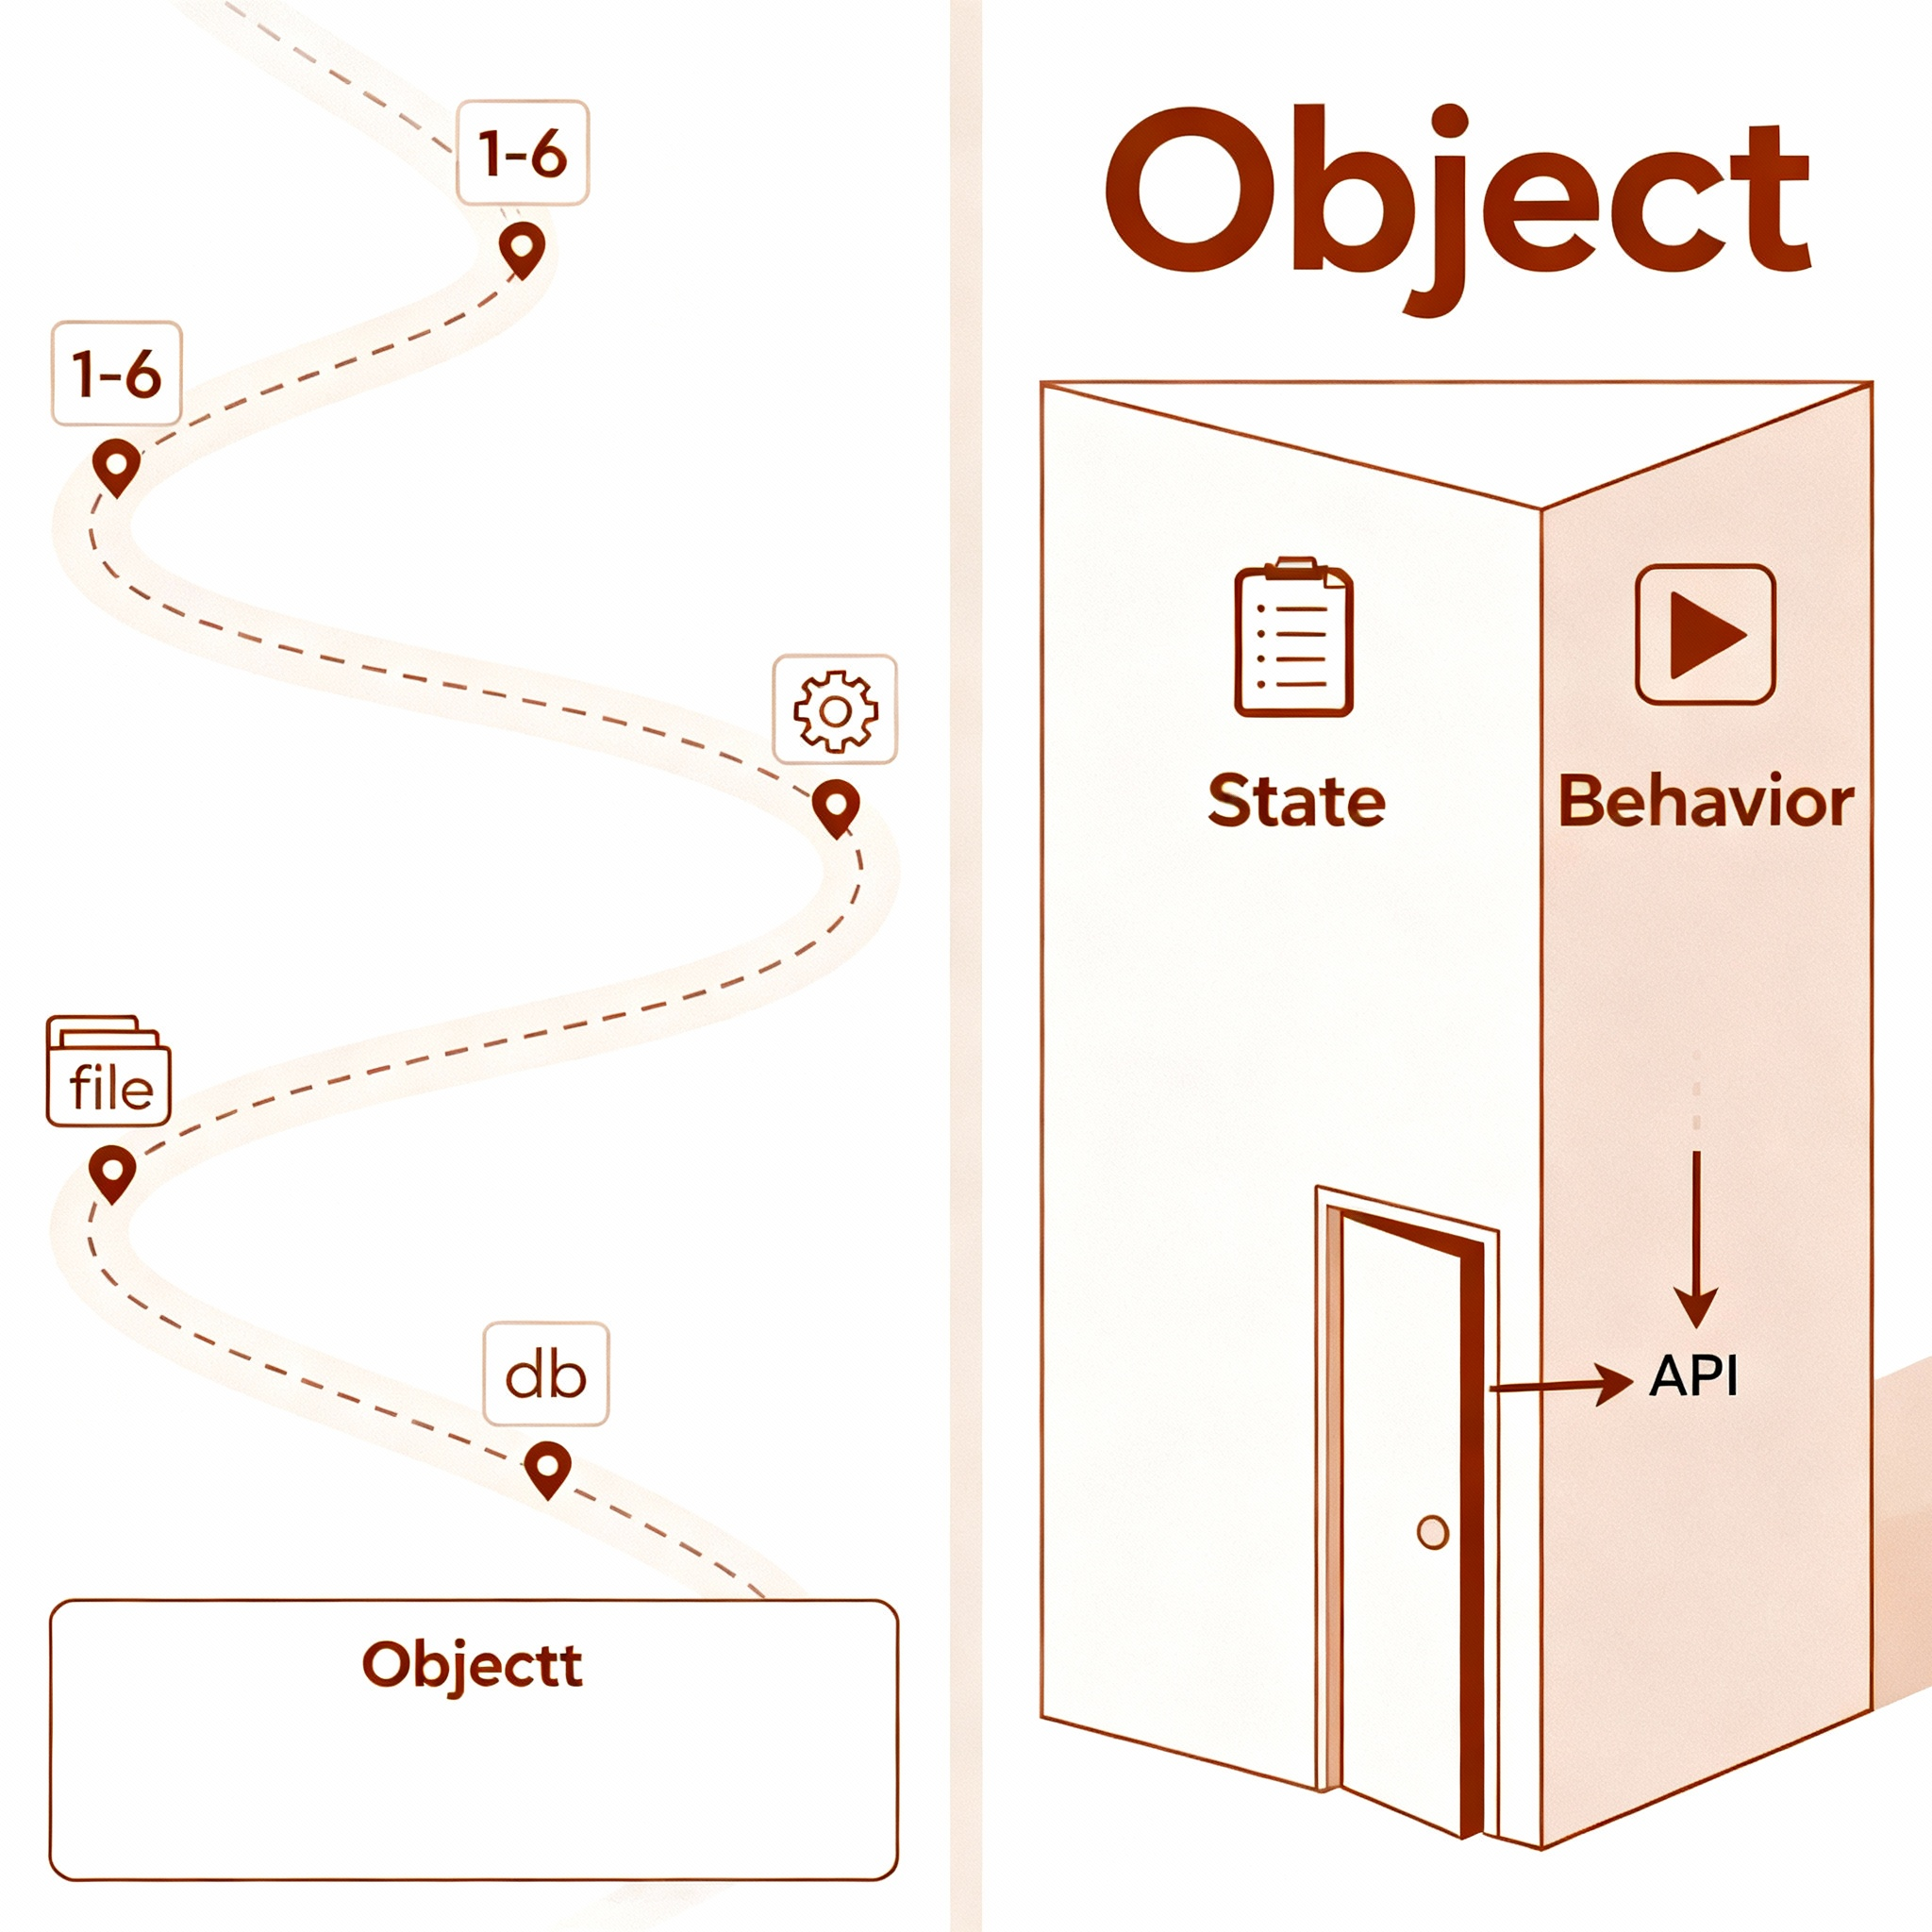 1-6
1-6
file
db
Objectt
Object
State
Behavior
API